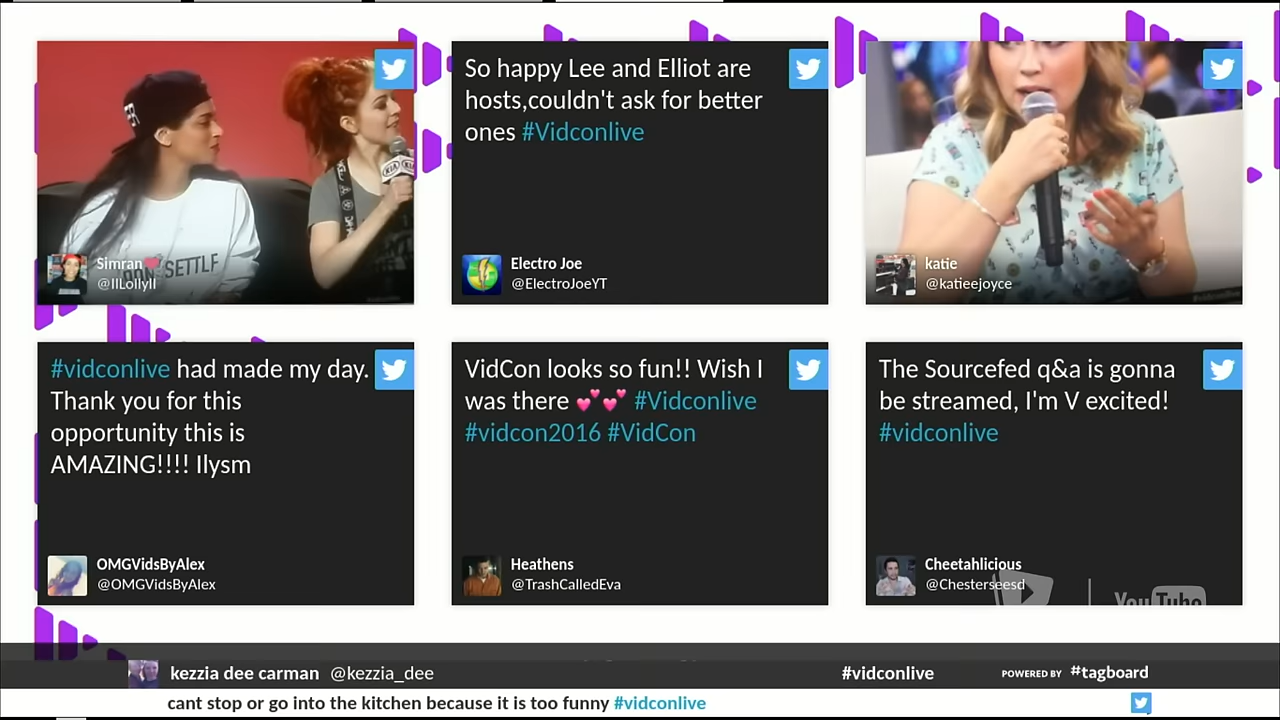 SETTLF
KIA
Simran
@IILollyII
So happy Lee and Elliot are
hosts,couldn't ask for better
ones #Vidconlive
Electro Joe
@ElectroJoeYT
katie
@katieejoyce
#vidconlive had made my day.
Thank you for this
opportunity this is
AMAZING!!!! Ilysm
OMGVidsByAlex
@OMGVidsByAlex
VidCon looks so fun!! Wish I
was there 💕💕 #Vidconlive
#vidcon2016 #VidCon
Heathens
@TrashCalledEva
The Sourcefed q&a is gonna
be streamed, I'm V excited!
#vidconlive
Cheetahlicious
@Chesterseesd
YouTube
kezzia dee carman @kezzia_dee
#vidconlive
POWERED BY #tagboard
cant stop or go into the kitchen because it is too funny #vidconlive